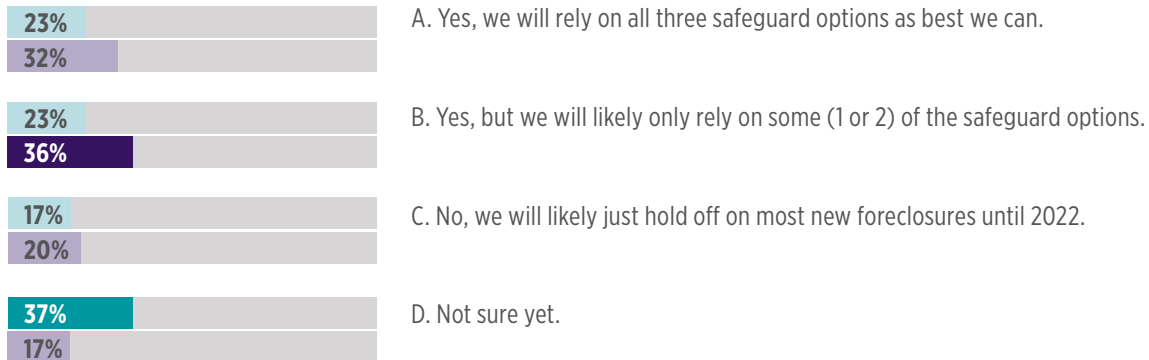 23%
A. Yes, we will rely on all three safeguard options as best we can.
32%
23%
B. Yes, but we will likely only rely on some (1 or 2) of the safeguard options.
36%
17%
C. No, we will likely just hold off on most new foreclosures until 2022.
20%
37%
D. Not sure yet.
17%